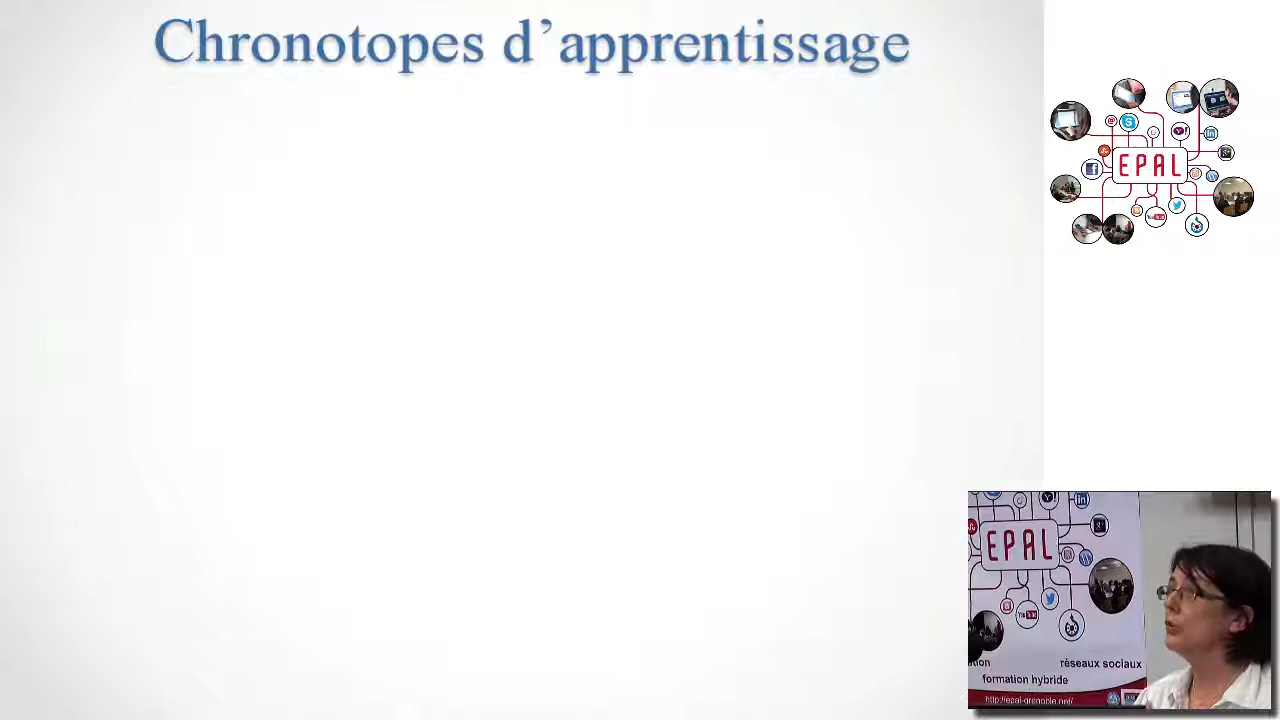 Chronotopes d’apprentissage
EPAL
EPAL
réseaux sociaux
formation hybride
http://epal-grenoble.net/